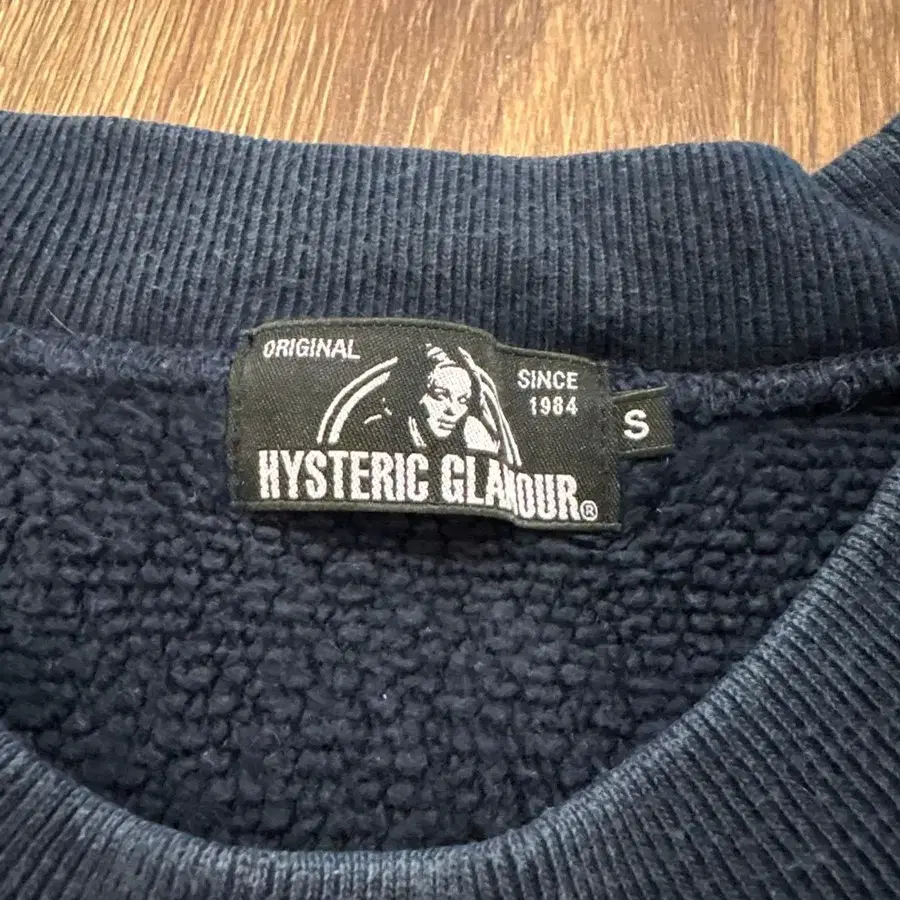 ORIGINAL
SINCE
1984
HYSTERIC GLAMOUR®
S